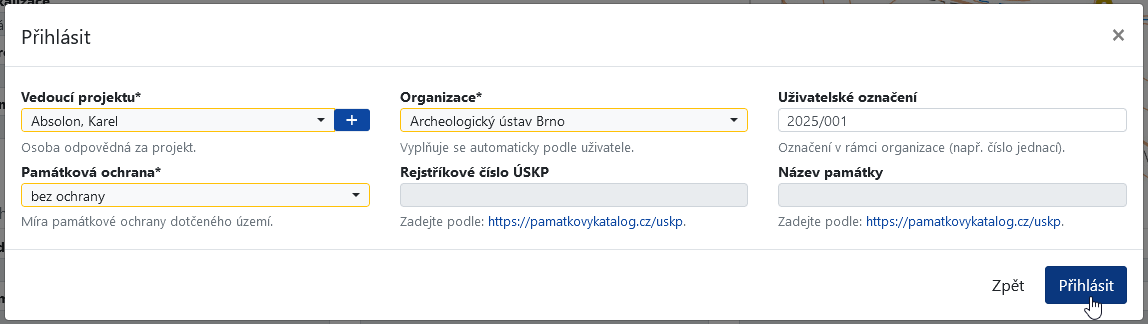 Přihlásit
×
Vedoucí projektu*
Organizace*
Uživatelské označení
Absolon, Karel
+
Archeologický ústav Brno
2025/001
Osoba odpovědná za projekt.
Vyplňuje se automaticky podle uživatele.
Označení v rámci organizace (např. číslo jednací).
Památková ochrana*
Rejstříkové číslo ÚSKP
Název památky
bez ochrany
Míra památkové ochrany dotčeného území.
Zadejte podle: https://pamatkovykatalog.cz/uskp.
Zadejte podle: https://pamatkovykatalog.cz/uskp.
Zpět
Přihlásit